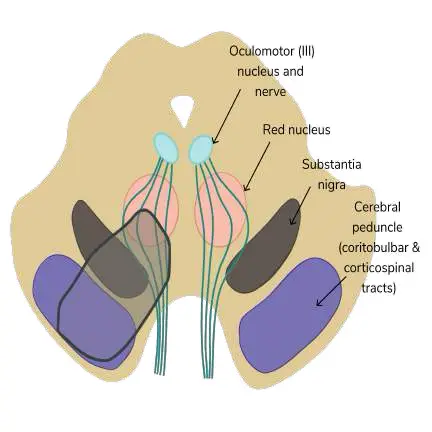 Oculomotor (III)
nucleus and
nerve
Red nucleus
Substantia
nigra
Cerebral
peduncle
(coritobulbar &
corticospinal
tracts)